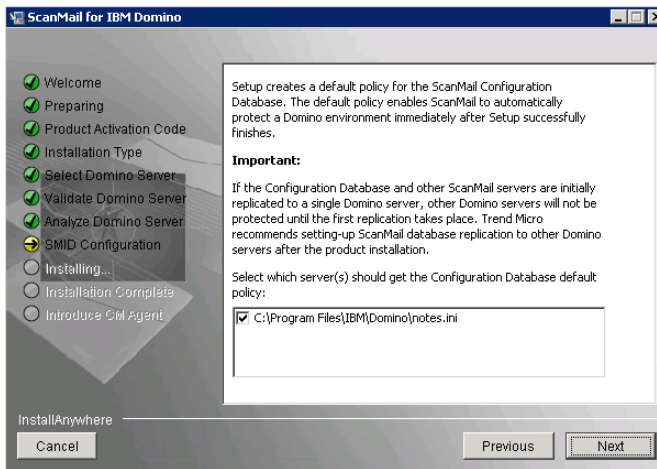 ScanMail for IBM Domino
Welcome
Preparing
Product Activation Code
Installation Type
Select Domino Server
Validate Domino Server
Analyze Domino Server
SMID Configuration
Installing...
Installation Complete
Introduce CM Agent
Setup creates a default policy for the ScanMail Configuration
Database. The default policy enables ScanMail to automatically
protect a Domino environment immediately after Setup successfully
finishes.
Important:
If the Configuration Database and other ScanMail servers are initially
replicated to a single Domino server, other Domino servers will not be
protected until the first replication takes place. Trend Micro
recommends setting-up ScanMail database replication to other Domino
servers after the product installation.
Select which server(s) should get the Configuration Database default
policy:
C:\Program Files\IBM\Domino\notes.ini
InstallAnywhere
Cancel
Previous
Next